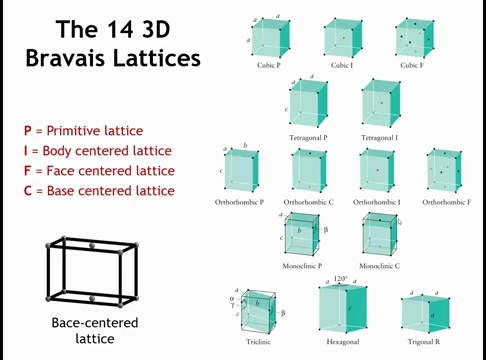 The 14 3D
Bravais Lattices
P = Primitive lattice
I = Body centered lattice
F = Face centered lattice
C = Base centered lattice
Bace-centered
lattice
a a
a
Cubic P Cubic I Cubic F
a a
c
Tetragonal P Tetragonal I
a b
c
Orthorhombic P Orthorhombic C Orthorhombic I Orthorhombic F
a
b β
c
Monoclinic P Monoclinic C
a
α
γ b
c β
Triclinic
120°
a a
c
Hexagonal
a a
a
Trigonal R